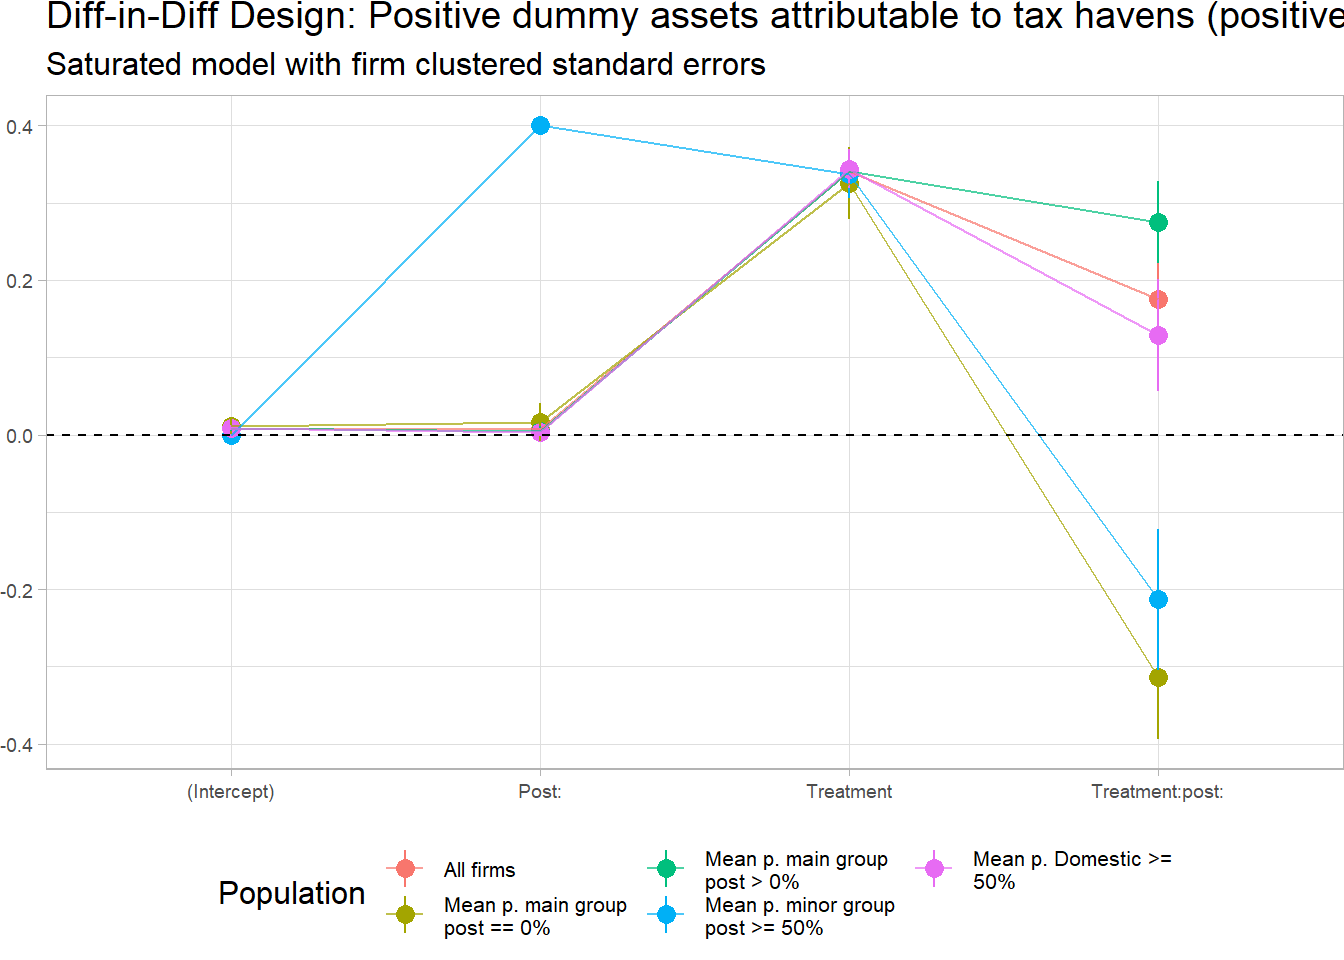 Diff-in-Diff Design: Positive dummy assets attributable to tax havens (positive
Saturated model with firm clustered standard errors
0.4
0.2
0.0
-0.2
-0.4
(Intercept)
Post:
Treatment
Treatment:post:
Population
All firms
Mean p. main group
post == 0%
Mean p. main group
post > 0%
Mean p. minor group
post >= 50%
Mean p. Domestic >=
50%